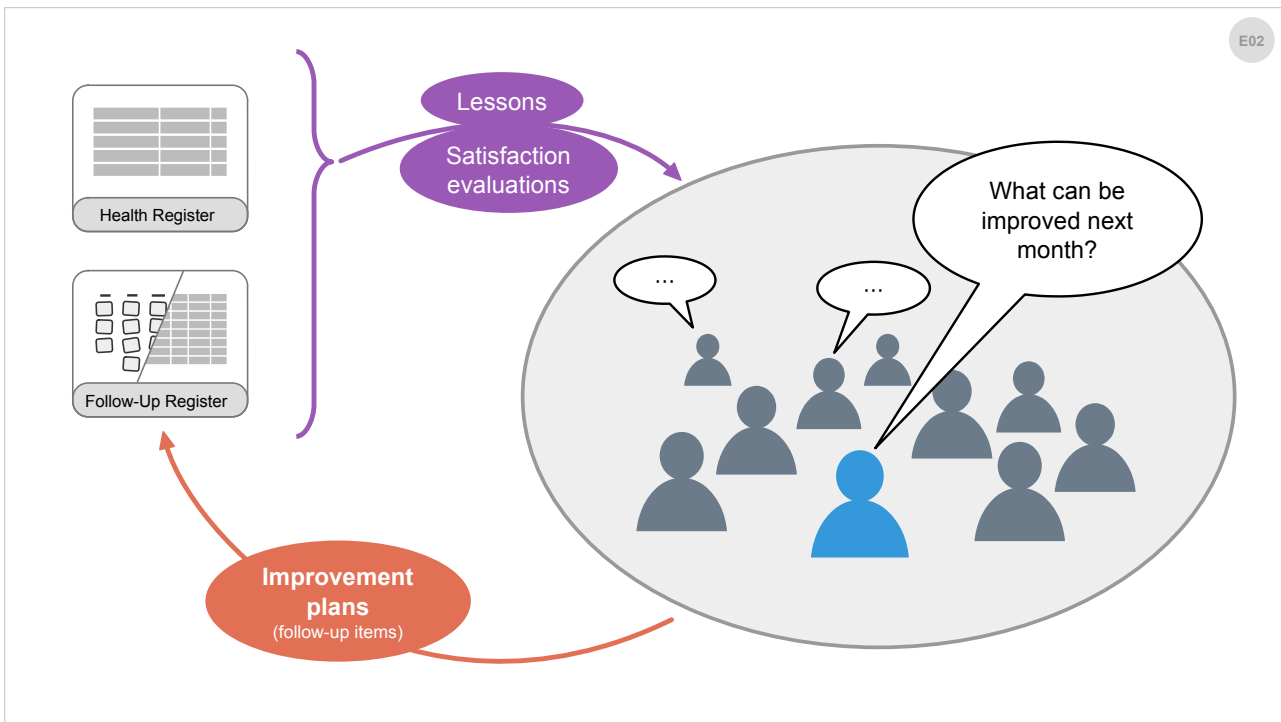 E02
Health Register
Follow-Up Register
Lessons
Satisfaction
evaluations
What can be
improved next
month?
...
...
Improvement
plans
(follow-up items)